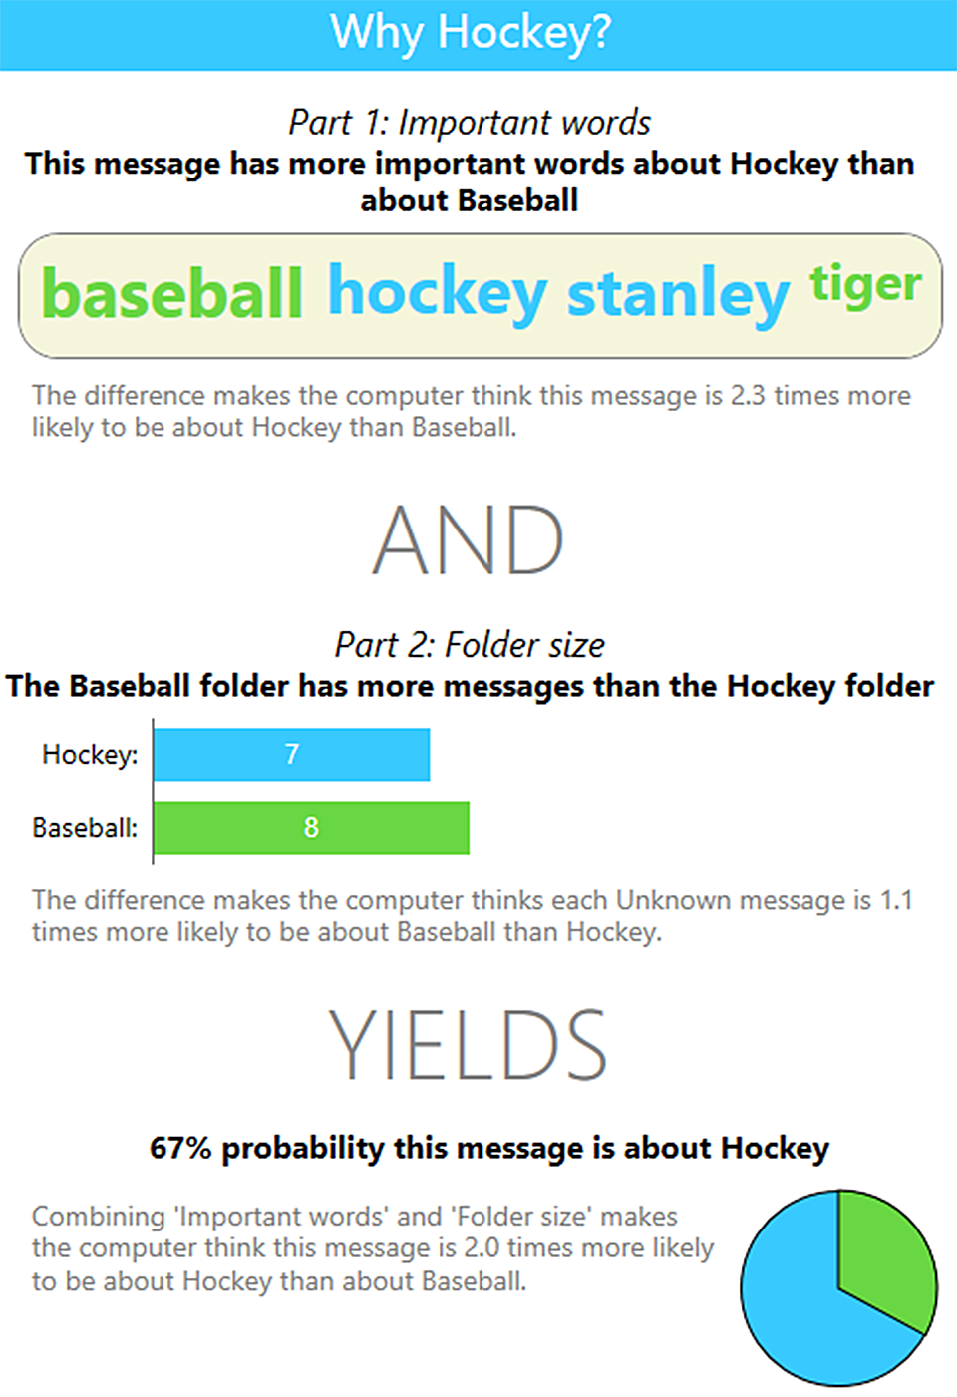 Why Hockey?
Part 1: Important words
This message has more important words about Hockey than
about Baseball
baseball hockey stanley tiger
The difference makes the computer think this message is 2.3 times more
likely to be about Hockey than Baseball.
AND
Part 2: Folder size
The Baseball folder has more messages than the Hockey folder
Hockey: 7
Baseball: 8
The difference makes the computer thinks each Unknown message is 1.1
times more likely to be about Baseball than Hockey.
YIELDS
67% probability this message is about Hockey
Combining 'Important words' and 'Folder size' makes
the computer think this message is 2.0 times more likely
to be about Hockey than about Baseball.